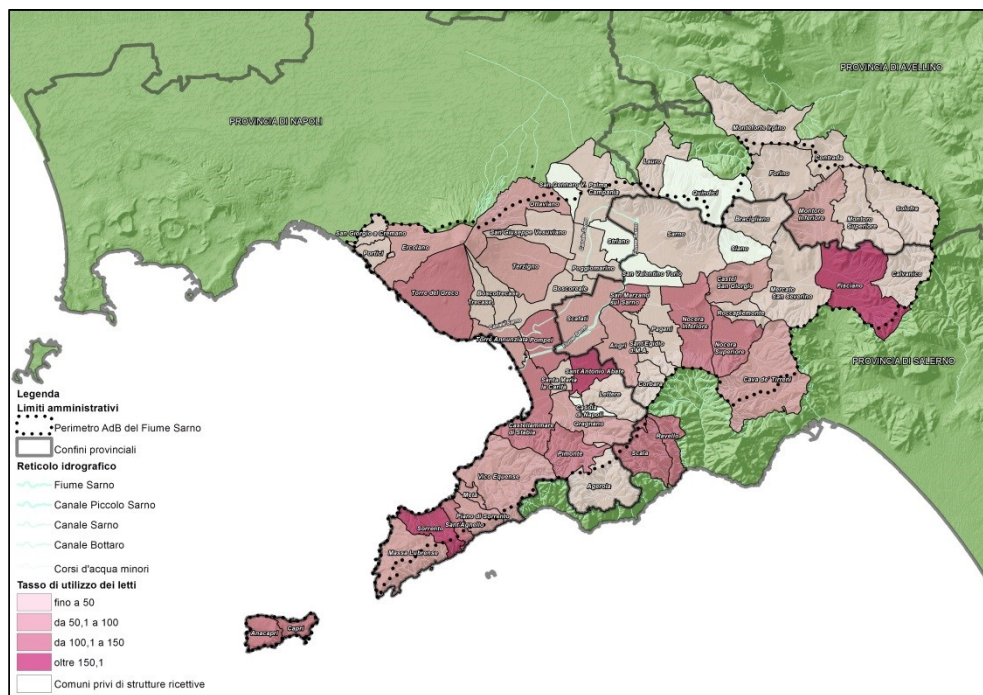 PROVINCIA DI AVELLINO
PROVINCIA DI NAPOLI
Monteforte Irpino
Contrada
Lauro
Forino
San Gennaro V.
Palma
Campania
Quindici
Solofra
Ottaviano
Bracigliano
Montoro
Inferiore
Montoro
Superiore
San Giorgio a Cremano
San Giuseppe Vesuviano
Striano
Sarno
Siano
Ercolano
Portici
Terzigno
Poggiomarino
San Valentino Torio
Castel
San Giorgio
Calvanico
Fisciano
Torre del Greco
Boscotrecase
Trecase
Boscoreale
San Marzano
sul Sarno
Mercato
San Severino
Roccapiemonte
Scafati
Pagani
Nocera
Inferiore
Torre Annunziata
Pompei
Angri
Sant'Egidio
d.M.A.
Nocera
Superiore
PROVINCIA DI SALERNO
Sant'Antonio Abate
Santa Maria
la Carità
Corbara
Cava de' Tirreni
Lettere
Casola
di Napoli
Gragnano
Castellammare
di Stabia
Ravello
Pimonte
Scala
Vico Equense
Agerola
Meta
Piano di Sorrento
Sorrento
Sant'Agnello
Massa Lubrense
Anacapri
Capri
Legenda
Limiti amministrativi
Perimetro AdB del Fiume Sarno
Confini provinciali
Reticolo idrografico
Fiume Sarno
Canale Piccolo Sarno
Canale Sarno
Canale Bottaro
Corsi d'acqua minori
Tasso di utilizzo dei letti
fino a 50
da 50,1 a 100
da 100,1 a 150
oltre 150,1
Comuni privi di strutture ricettive